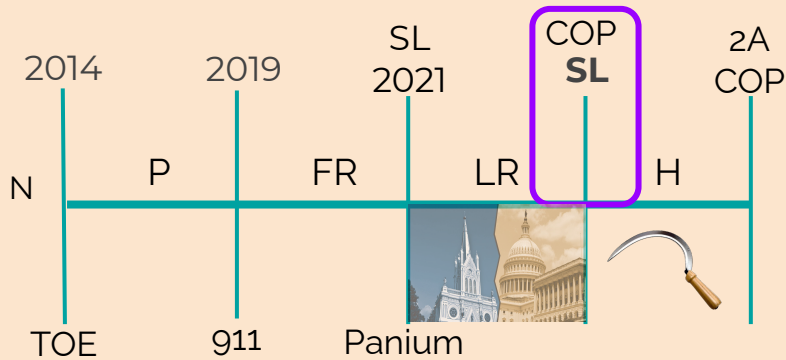 SL
COP
2A
2014
2019
2021
SL
COP
N
P
FR
LR
H
TOE
911
Panium